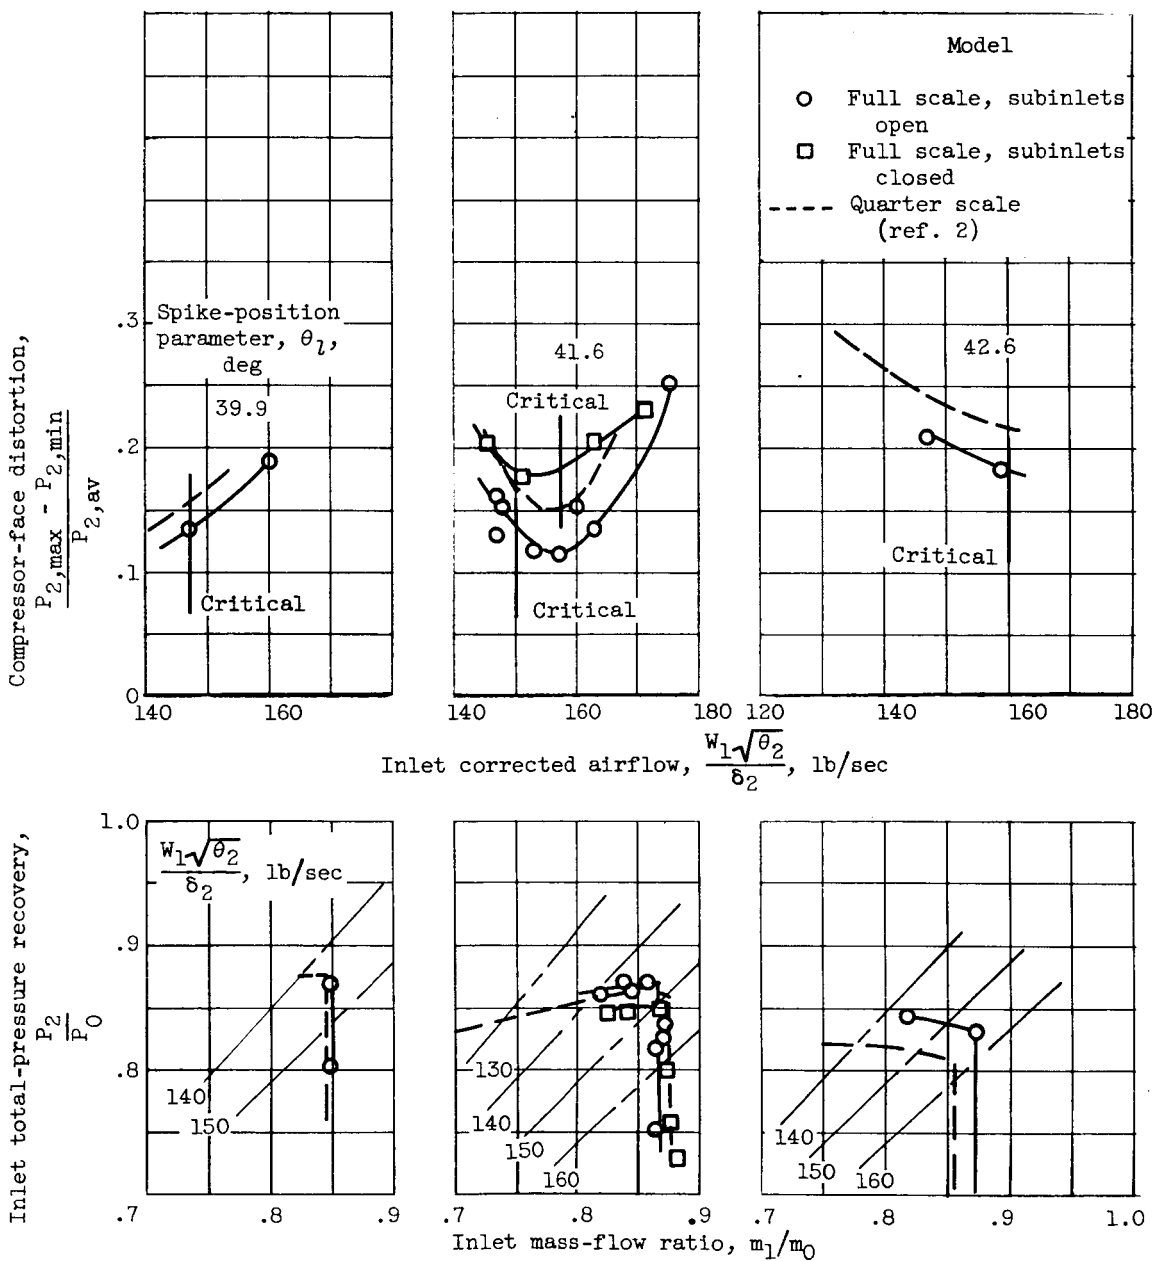 Model
Full scale, subinlets
open
Full scale, subinlets
closed
Quarter scale
(ref. 2)
Compressor-face distortion,
P2,max - P2,min
P2,av
.3
.2
.1
0
Spike-position
parameter, θl,
deg
39.9
Critical
140
160
41.6
Critical
Critical
140
160
180
42.6
Critical
120
140
160
180
Inlet corrected airflow, W1√θ2/δ2, lb/sec
Inlet total-pressure recovery,
P2
P0
1.0
.9
.8
W1√θ2/δ2, lb/sec
140
150
.7
.8
130
140
150
160
.7
.8
.9
140
150
160
.7
.8
.9
1.0
Inlet mass-flow ratio, m1/m0